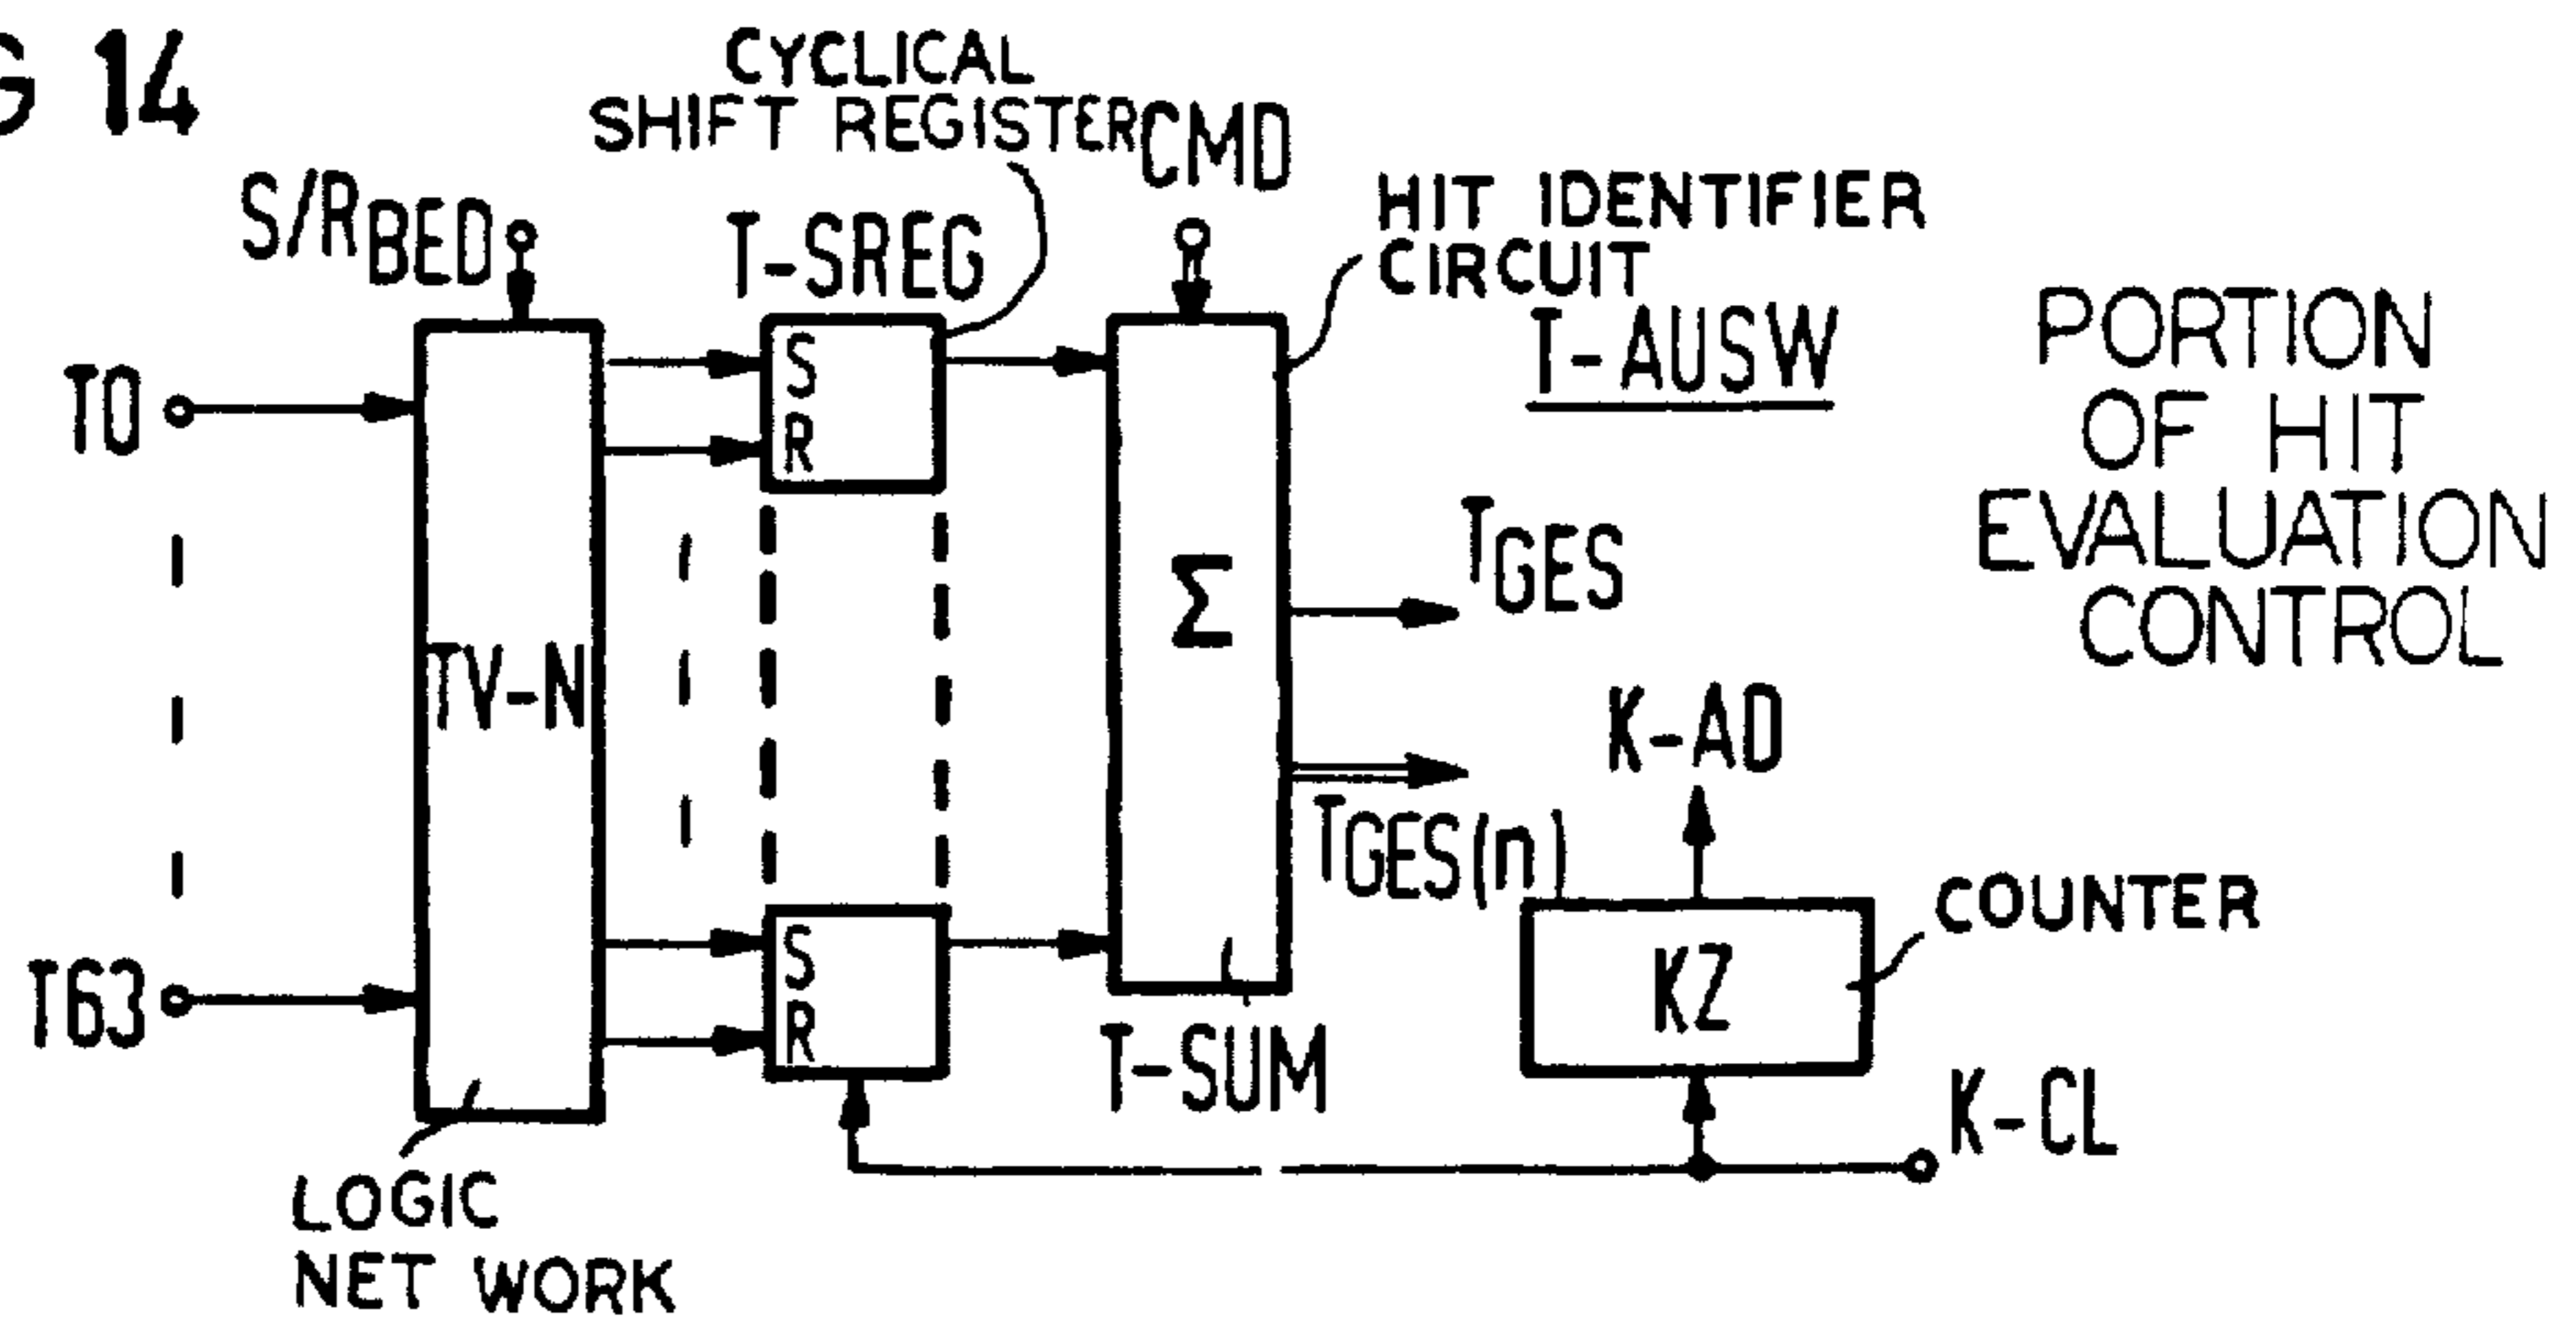 G 14
CYCLICAL
SHIFT REGISTER
CMD
S/RBED
T-SREG
HIT IDENTIFIER
CIRCUIT
T-AUSW
PORTION
OF HIT
EVALUATION
CONTROL
T0
S
R
TV-N
Σ
TGES
K-AD
TGES(n)
COUNTER
KZ
T63
S
R
T-SUM
K-CL
LOGIC
NET WORK